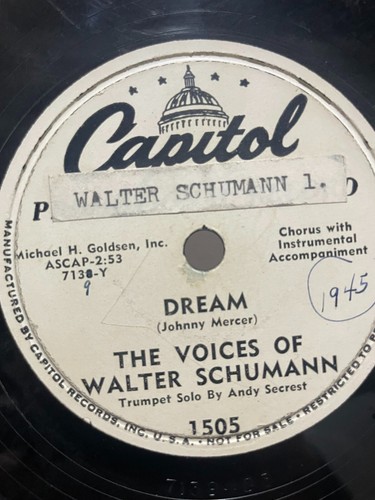 Capitol
P
WALTER SCHUMANN 1.
Michael H. Goldsen, Inc.
ASCAP-2:53
7138-Y
9
Chorus with
Instrumental
Accompaniment
1945
DREAM
(Johnny Mercer)
THE VOICES OF
WALTER SCHUMANN
Trumpet Solo By Andy Secrest
1505
MANUFACTURED BY CAPITOL RECORDS, INC. U.S.A. • NOT FOR SALE • RESTRICTED TO